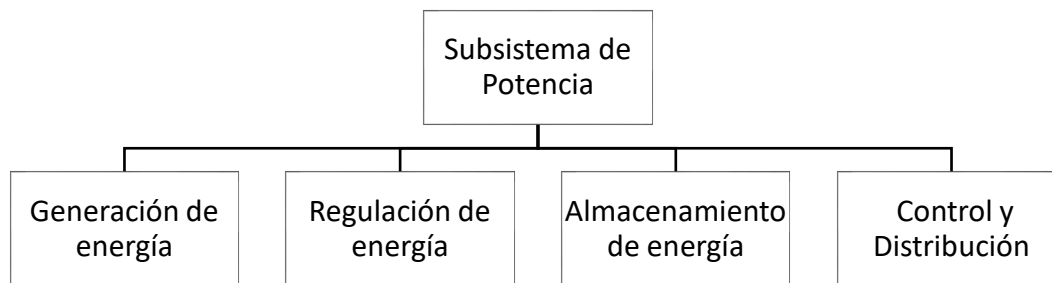 Subsistema de
Potencia
Generación de
energía
Regulación de
energía
Almacenamiento
de energía
Control y
Distribución